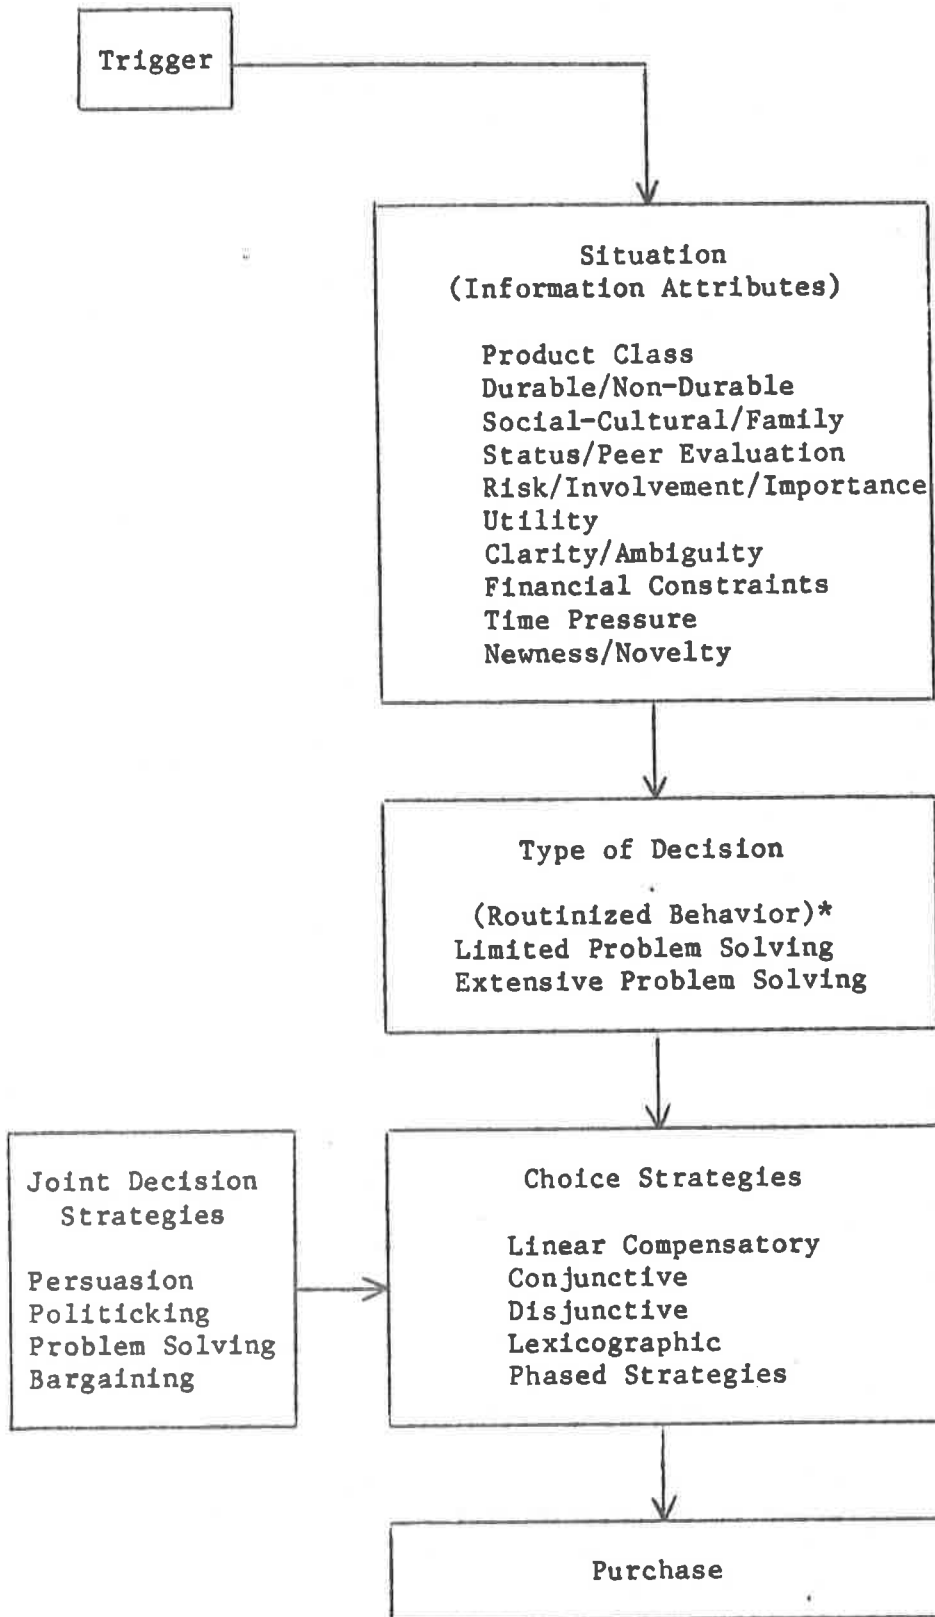 Trigger
Situation
(Information Attributes)
Product Class
Durable/Non-Durable
Social-Cultural/Family
Status/Peer Evaluation
Risk/Involvement/Importance
Utility
Clarity/Ambiguity
Financial Constraints
Time Pressure
Newness/Novelty
Type of Decision
(Routinized Behavior)*
Limited Problem Solving
Extensive Problem Solving
Joint Decision
Strategies
Persuasion
Politicking
Problem Solving
Bargaining
Choice Strategies
Linear Compensatory
Conjunctive
Disjunctive
Lexicographic
Phased Strategies
Purchase